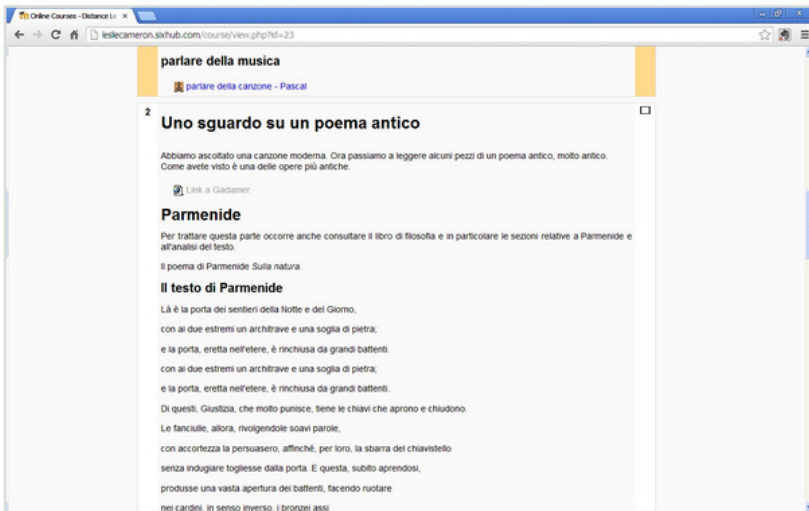 Online Courses - Distance Le
leslecameron.sixhub.com/course/view.php?id=23
parlare della musica
parlare della canzone - Pascal
2
Uno sguardo su un poema antico
Abbiamo ascoltato una canzone moderna. Ora passiamo a leggere alcuni pezzi di un poema antico, molto antico.
Come avete visto è una delle opere più antiche.
Link a Gadamer
Parmenide
Per trattare questa parte occorre anche consultare il libro di filosofia e in particolare le sezioni relative a Parmenide e
all'analisi del testo.
Il poema di Parmenide Sulla natura.
Il testo di Parmenide
Là è la porta dei sentieri della Notte e del Giorno,
con ai due estremi un architrave e una soglia di pietra;
e la porta, eretta nell'etere, è rinchiusa da grandi battenti.
con ai due estremi un architrave e una soglia di pietra;
e la porta, eretta nell'etere, è rinchiusa da grandi battenti.
Di questi, Giustizia, che molto punisce, tiene le chiavi che aprono e chiudono.
Le fanciulle, allora, rivolgendole soavi parole,
con accortezza la persuasero, affinché, per loro, la sbarra del chiavistello
senza indugiare togliesse dalla porta. E questa, subito aprendosi,
produsse una vasta apertura dei battenti, facendo ruotare
nei cardini, in senso inverso, i bronzei assi